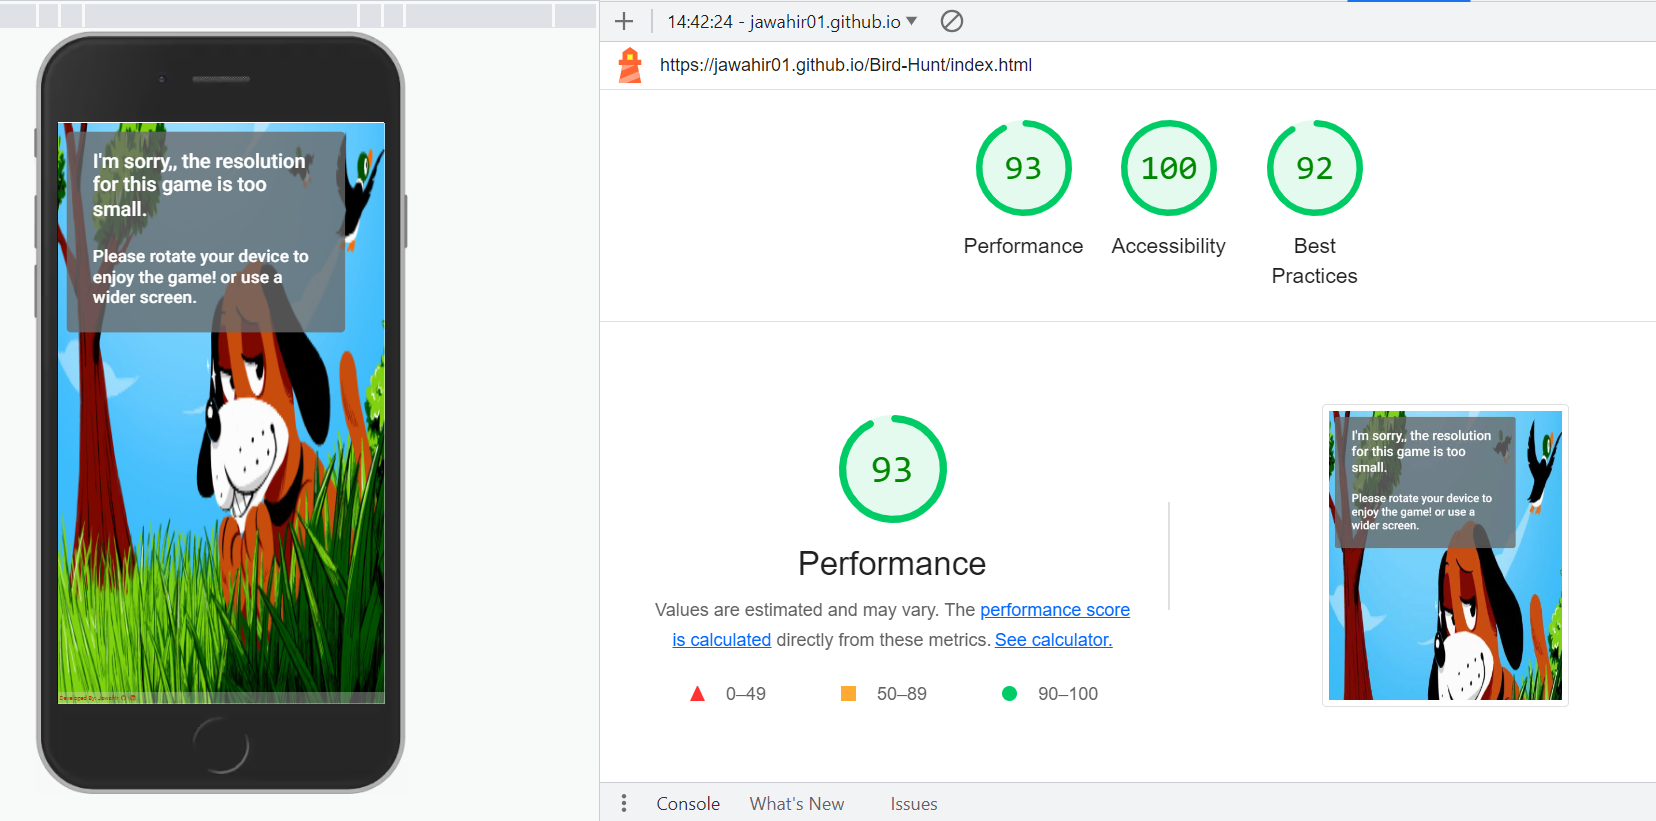 I'm sorry,, the resolution
for this game is too
small.
Please rotate your device to
enjoy the game! or use a
wider screen.
Developed By: Jawahir
14:42:24 - jawahir01.github.io
https://jawahir01.github.io/Bird-Hunt/index.html
93
100
92
Performance
Accessibility
Best
Practices
93
Performance
Values are estimated and may vary. The performance score
is calculated directly from these metrics. See calculator.
0–49
50–89
90–100
I'm sorry,, the resolution
for this game is too
small.
Please rotate your device to
enjoy the game! or use a
wider screen.
Console
What's New
Issues